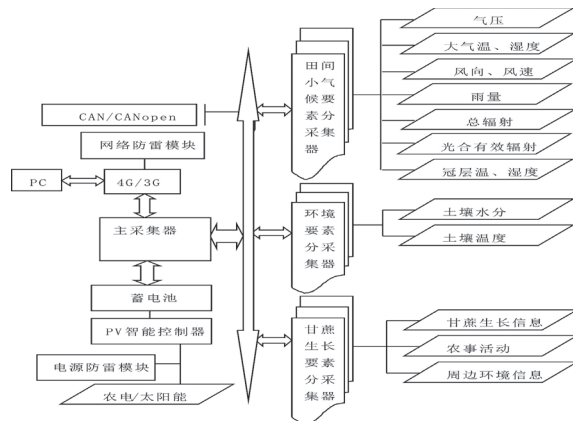 CAN/CANopen
网络防雷模块
PC
4G/3G
主采集器
蓄电池
PV智能控制器
电源防雷模块
农电/太阳能
田间
小气
候要
素分
采集
器
气压
大气温、湿度
风向、风速
雨量
总辐射
光合有效辐射
冠层温、湿度
环境
要素
分采
集器
土壤水分
土壤温度
甘蔗
生长
要素
分采
集器
甘蔗生长信息
农事活动
周边环境信息